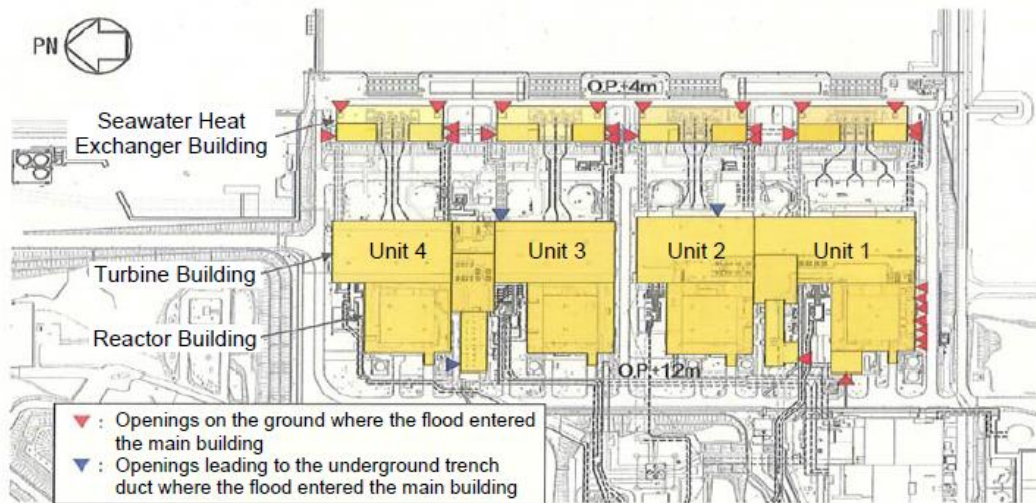 PN
O.P.+4m
Seawater Heat
Exchanger Building
Unit 4
Unit 3
Unit 2
Unit 1
Turbine Building
Reactor Building
O.P.+12m
: Openings on the ground where the flood entered
the main building
: Openings leading to the underground trench
duct where the flood entered the main building